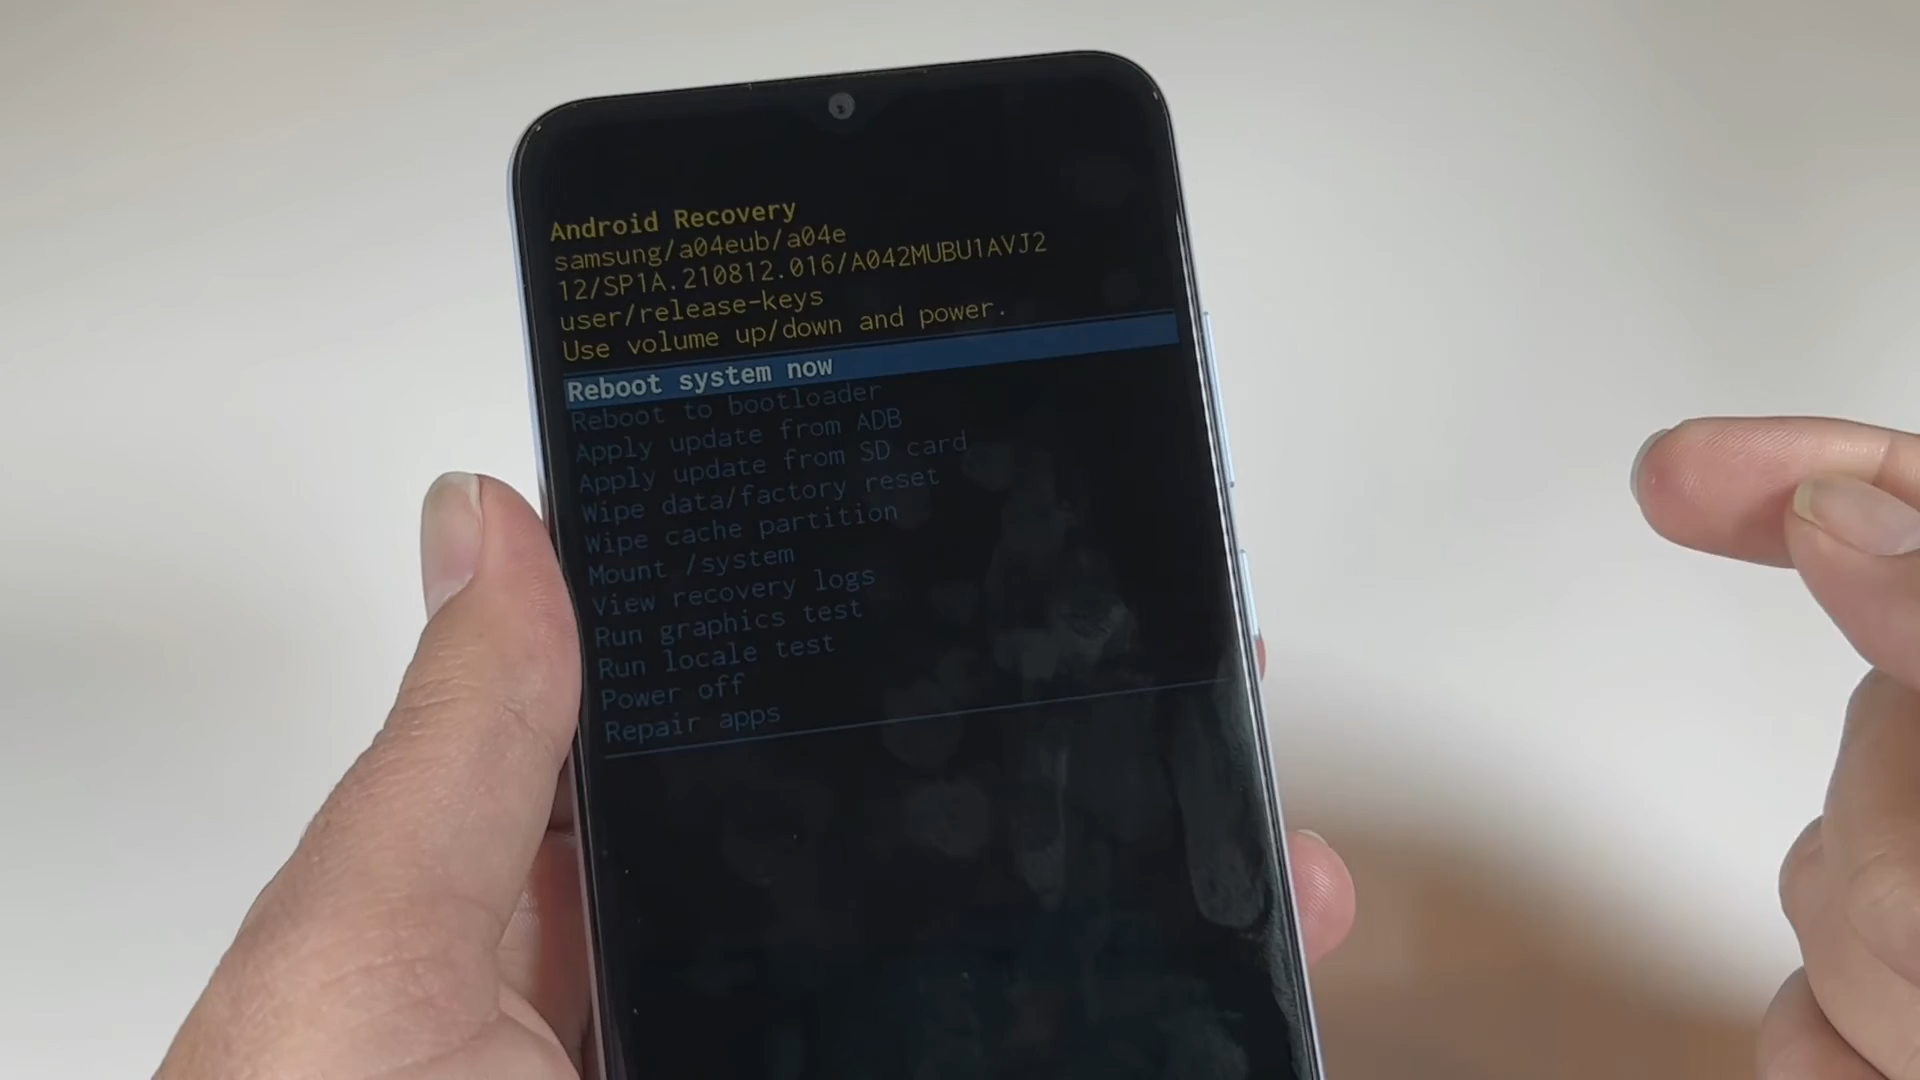 Android Recovery
samsung/a04eub/a04e
12/SP1A.210812.016/A042MUBU1AVJ2
user/release-keys
Use volume up/down and power.
Reboot system now
Reboot to bootloader
Apply update from ADB
Apply update from SD card
Wipe data/factory reset
Wipe cache partition
Mount /system
View recovery logs
Run graphics test
Run locale test
Power off
Repair apps